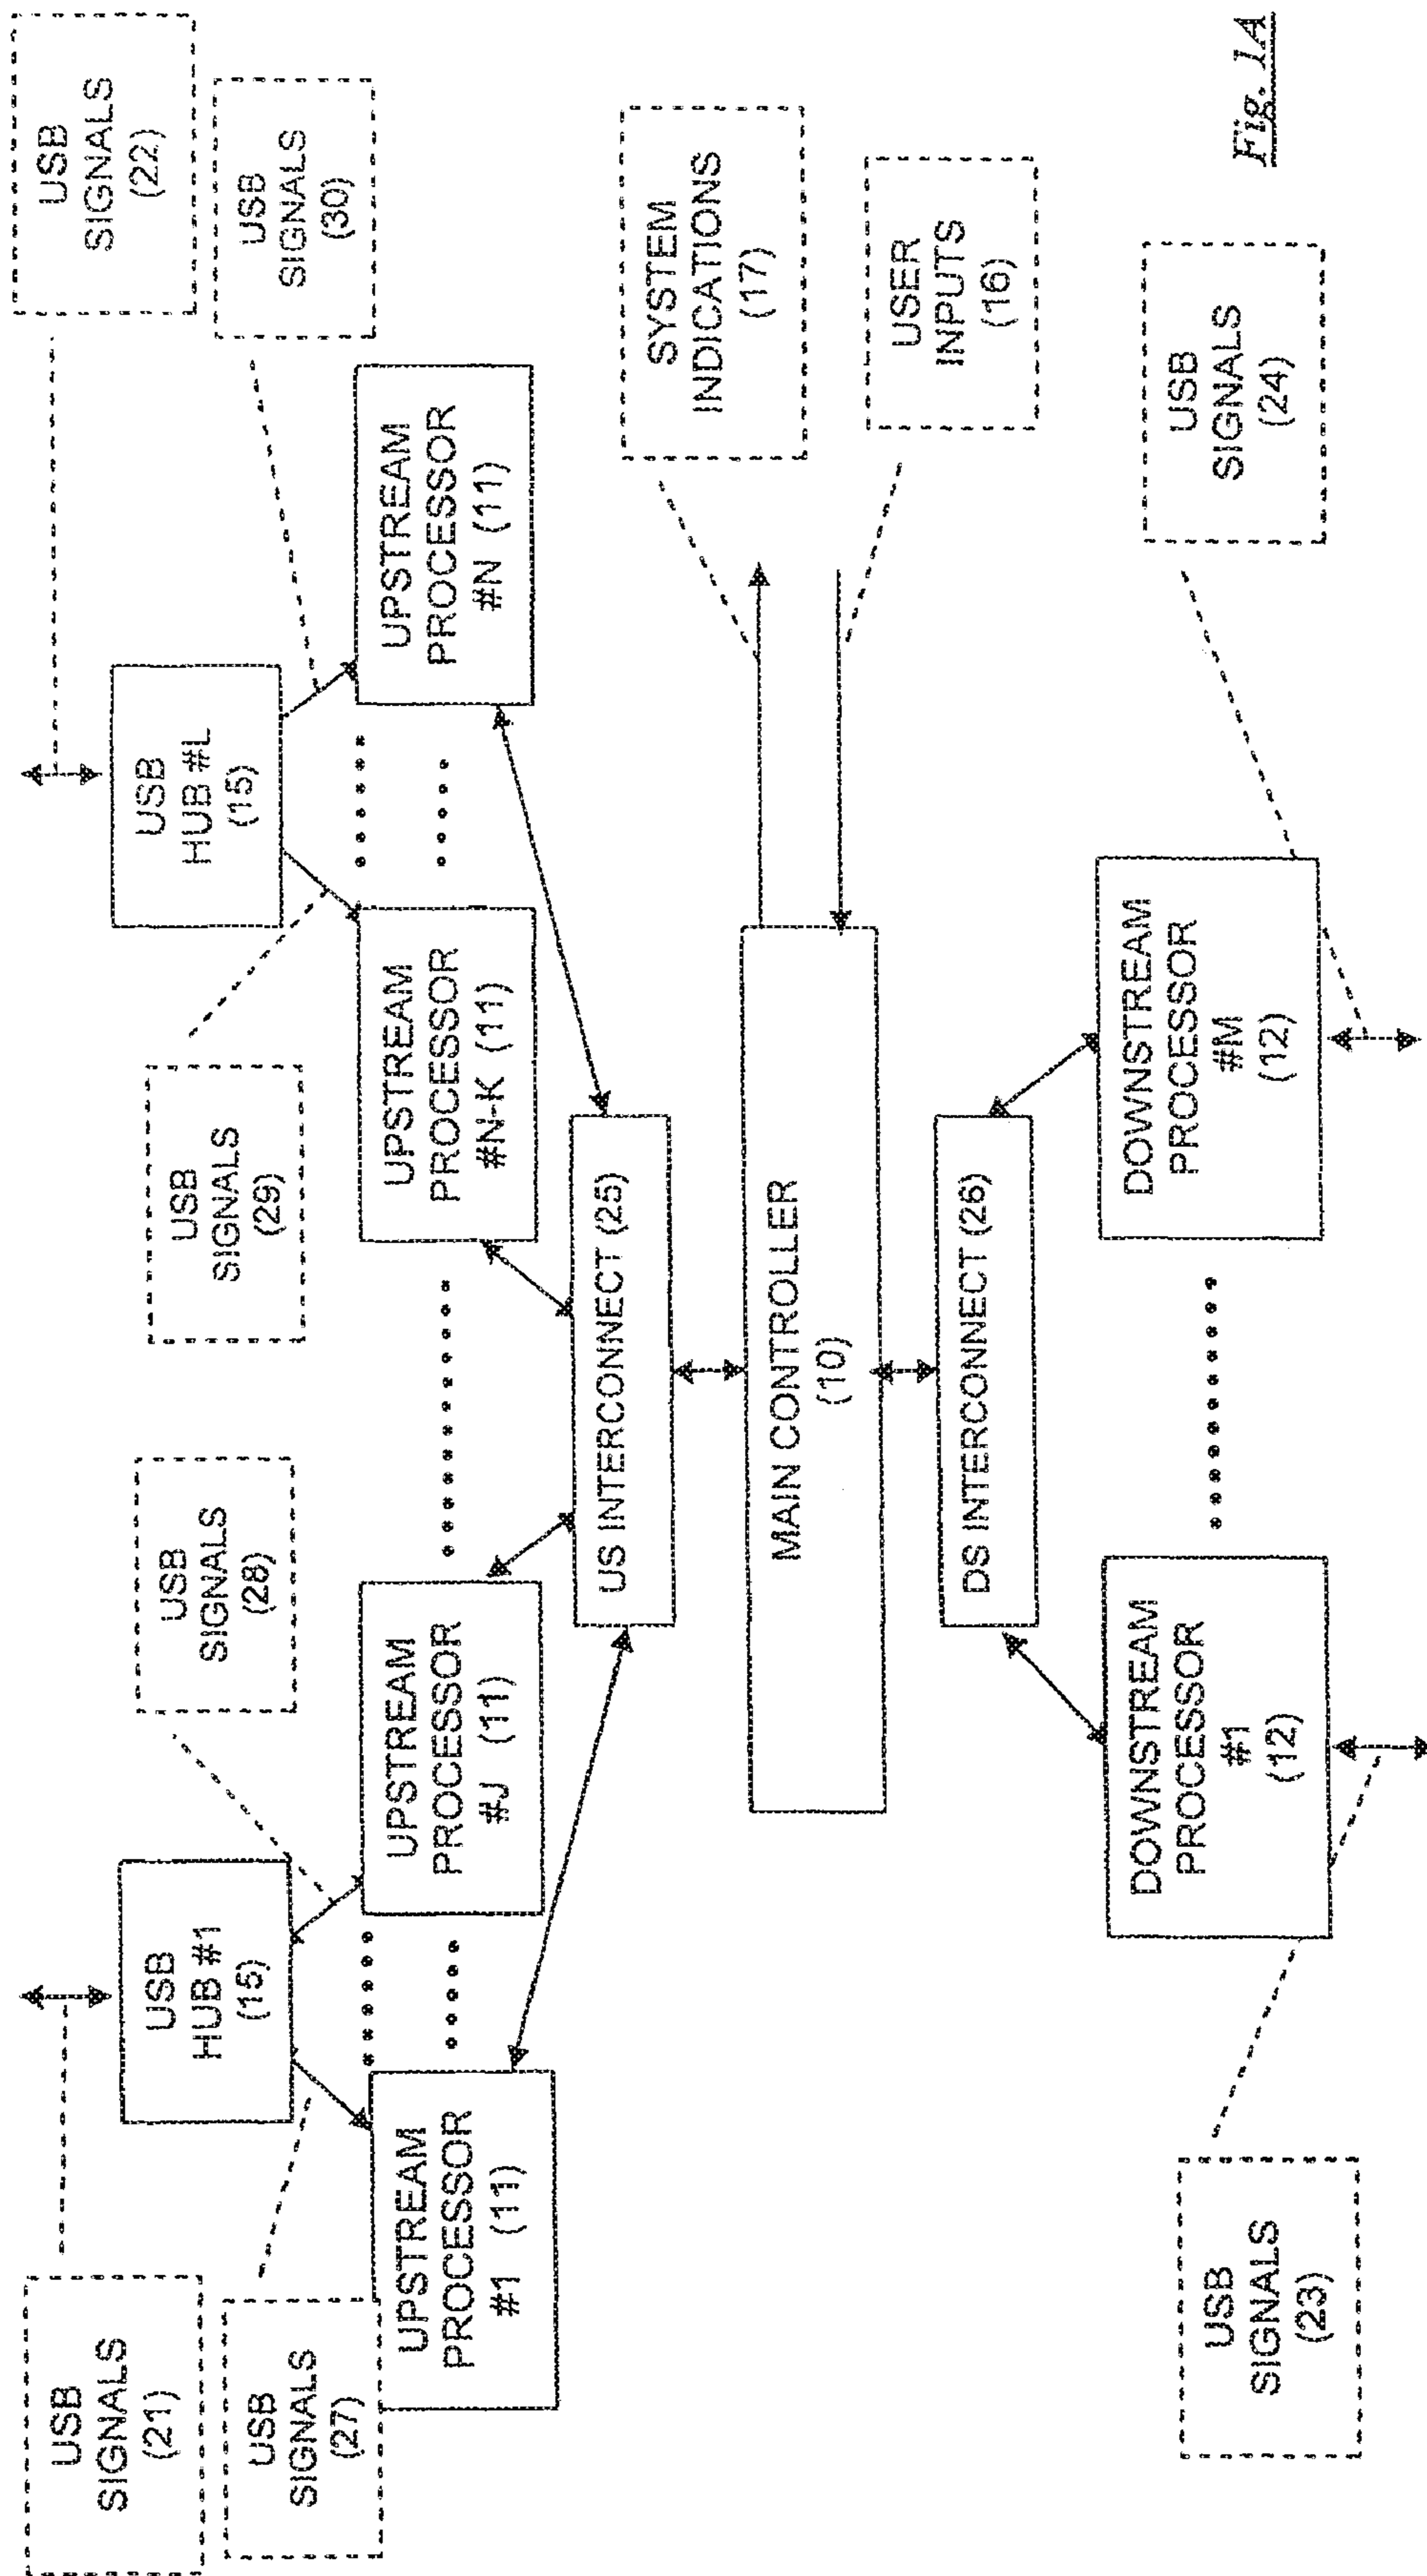 USB
SIGNALS
(21)
USB
SIGNALS
(22)
USB
SIGNALS
(27)
USB
HUB #1
(15)
USB
SIGNALS
(28)
USB
SIGNALS
(29)
USB
HUB #L
(15)
USB
SIGNALS
(30)
UPSTREAM
PROCESSOR
#1 (11)
UPSTREAM
PROCESSOR
#J (11)
UPSTREAM
PROCESSOR
#N-K (11)
UPSTREAM
PROCESSOR
#N (11)
US INTERCONNECT (25)
SYSTEM
INDICATIONS
(17)
MAIN CONTROLLER
(10)
USER
INPUTS
(16)
DS INTERCONNECT (26)
DOWNSTREAM
PROCESSOR
#1
(12)
DOWNSTREAM
PROCESSOR
#M
(12)
USB
SIGNALS
(23)
USB
SIGNALS
(24)
Fig. 1A